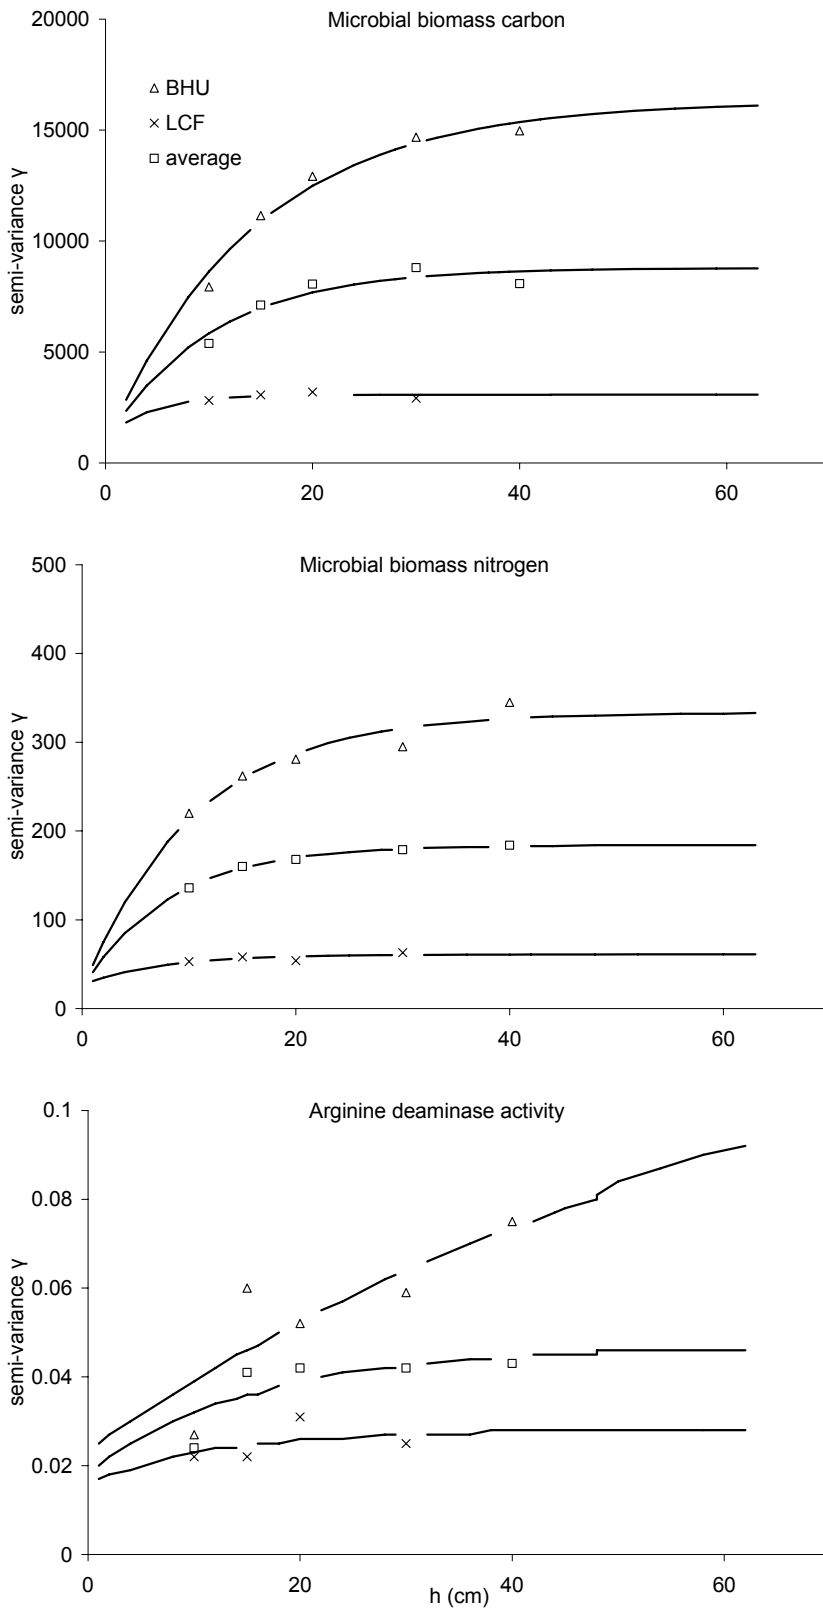 Microbial biomass carbon
20000
15000
10000
5000
0
semi-variance γ
BHU
LCF
average
0 20 40 60
Microbial biomass nitrogen
500
400
300
200
100
0
semi-variance γ
0 20 40 60
Arginine deaminase activity
0.1
0.08
0.06
0.04
0.02
0
semi-variance γ
0 20 40 60
h (cm)